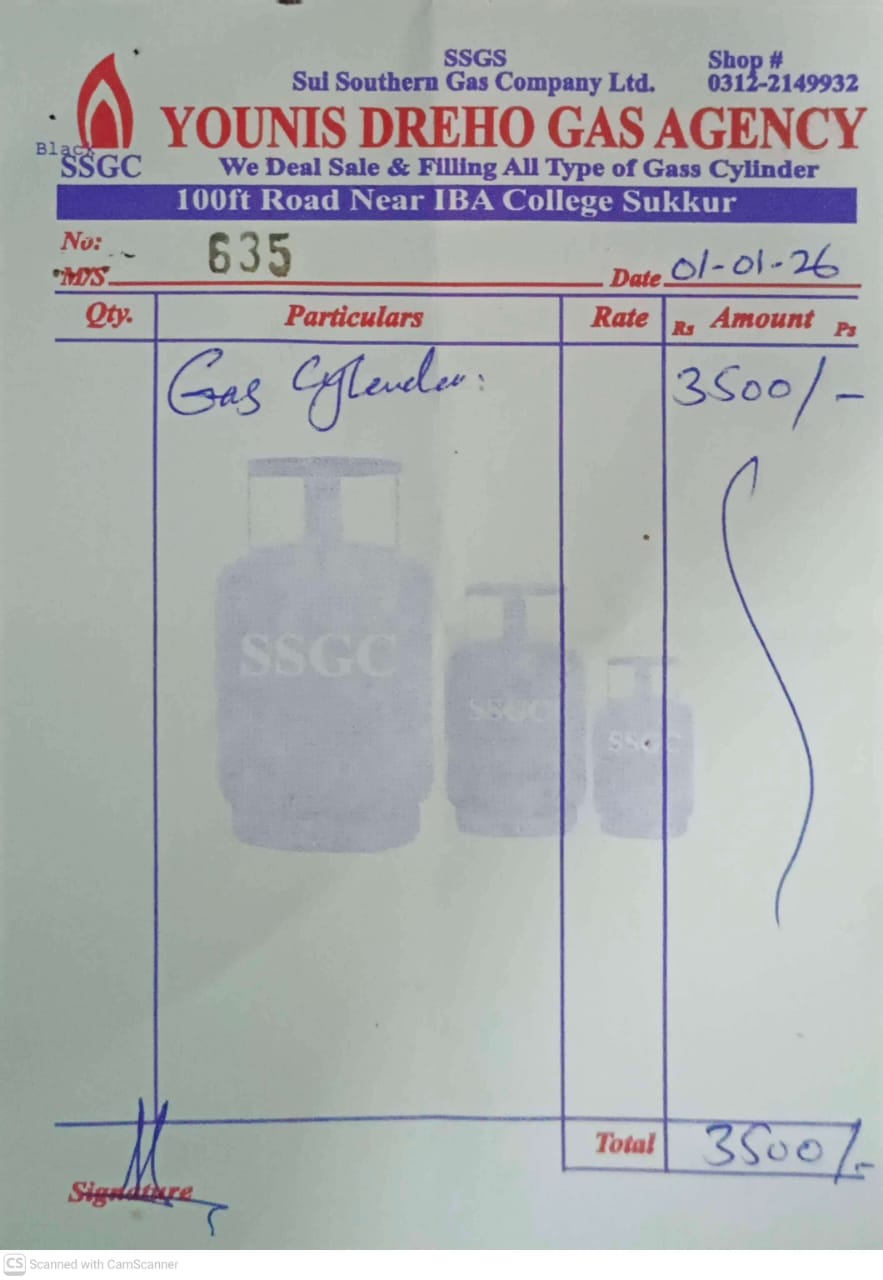 SSGS
Sui Southern Gas Company Ltd.
Shop #
0312-2149932
YOUNIS DREHO GAS AGENCY
Black
SSGC
We Deal Sale & Filling All Type of Gass Cylinder
100ft Road Near IBA College Sukkur
No: 635
M/S
Date 01-01-26
Qty. Particulars Rate Rs Amount Ps
Gas Cylender: 3500/-
SSGC
SSGC
SSGC
Total 3500/-
Signature
CS Scanned with CamScanner